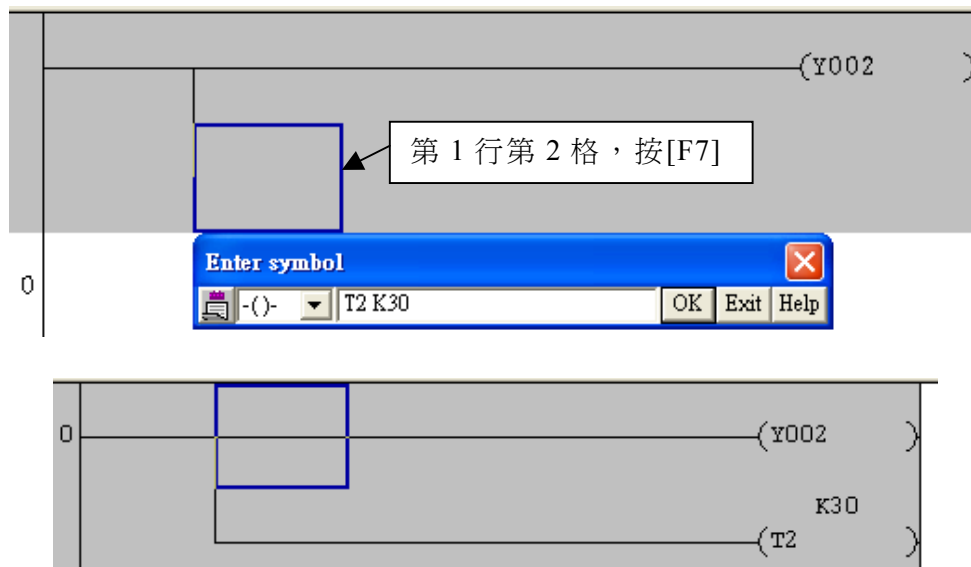 (Y002 )
第 1 行第 2 格，按[F7]
Enter symbol
0
-( )- T2 K30 OK Exit Help
0 (Y002 )
K30
(T2 )